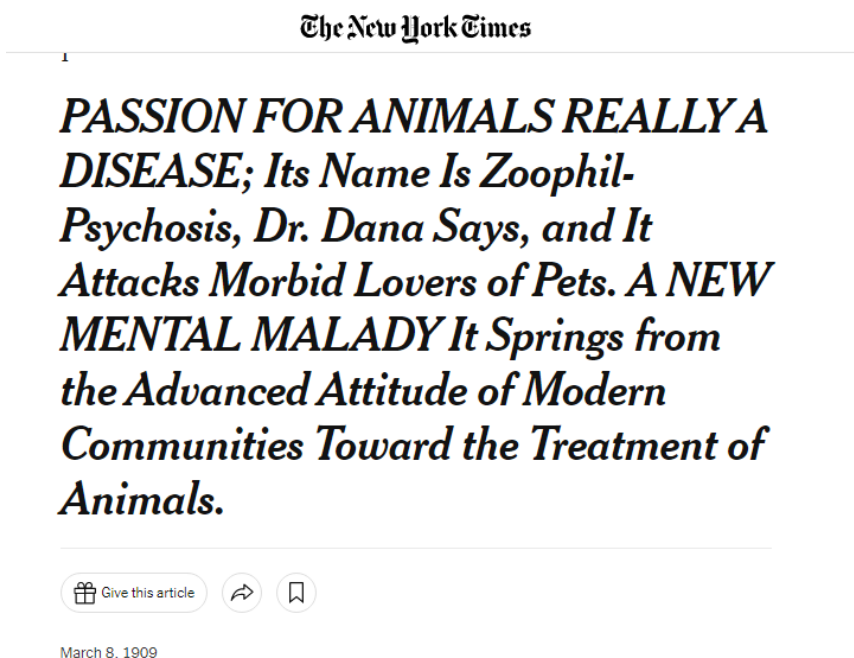 The New York Times
PASSION FOR ANIMALS REALLY A
DISEASE; Its Name Is Zoophil-
Psychosis, Dr. Dana Says, and It
Attacks Morbid Lovers of Pets. A NEW
MENTAL MALADY It Springs from
the Advanced Attitude of Modern
Communities Toward the Treatment of
Animals.
Give this article
March 8, 1909